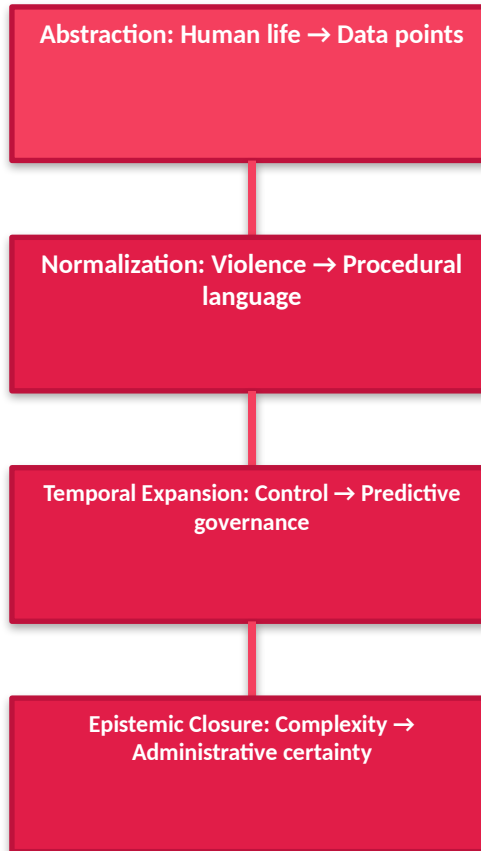 Abstraction: Human life → Data points
Normalization: Violence → Procedural
language
Temporal Expansion: Control → Predictive
governance
Epistemic Closure: Complexity →
Administrative certainty